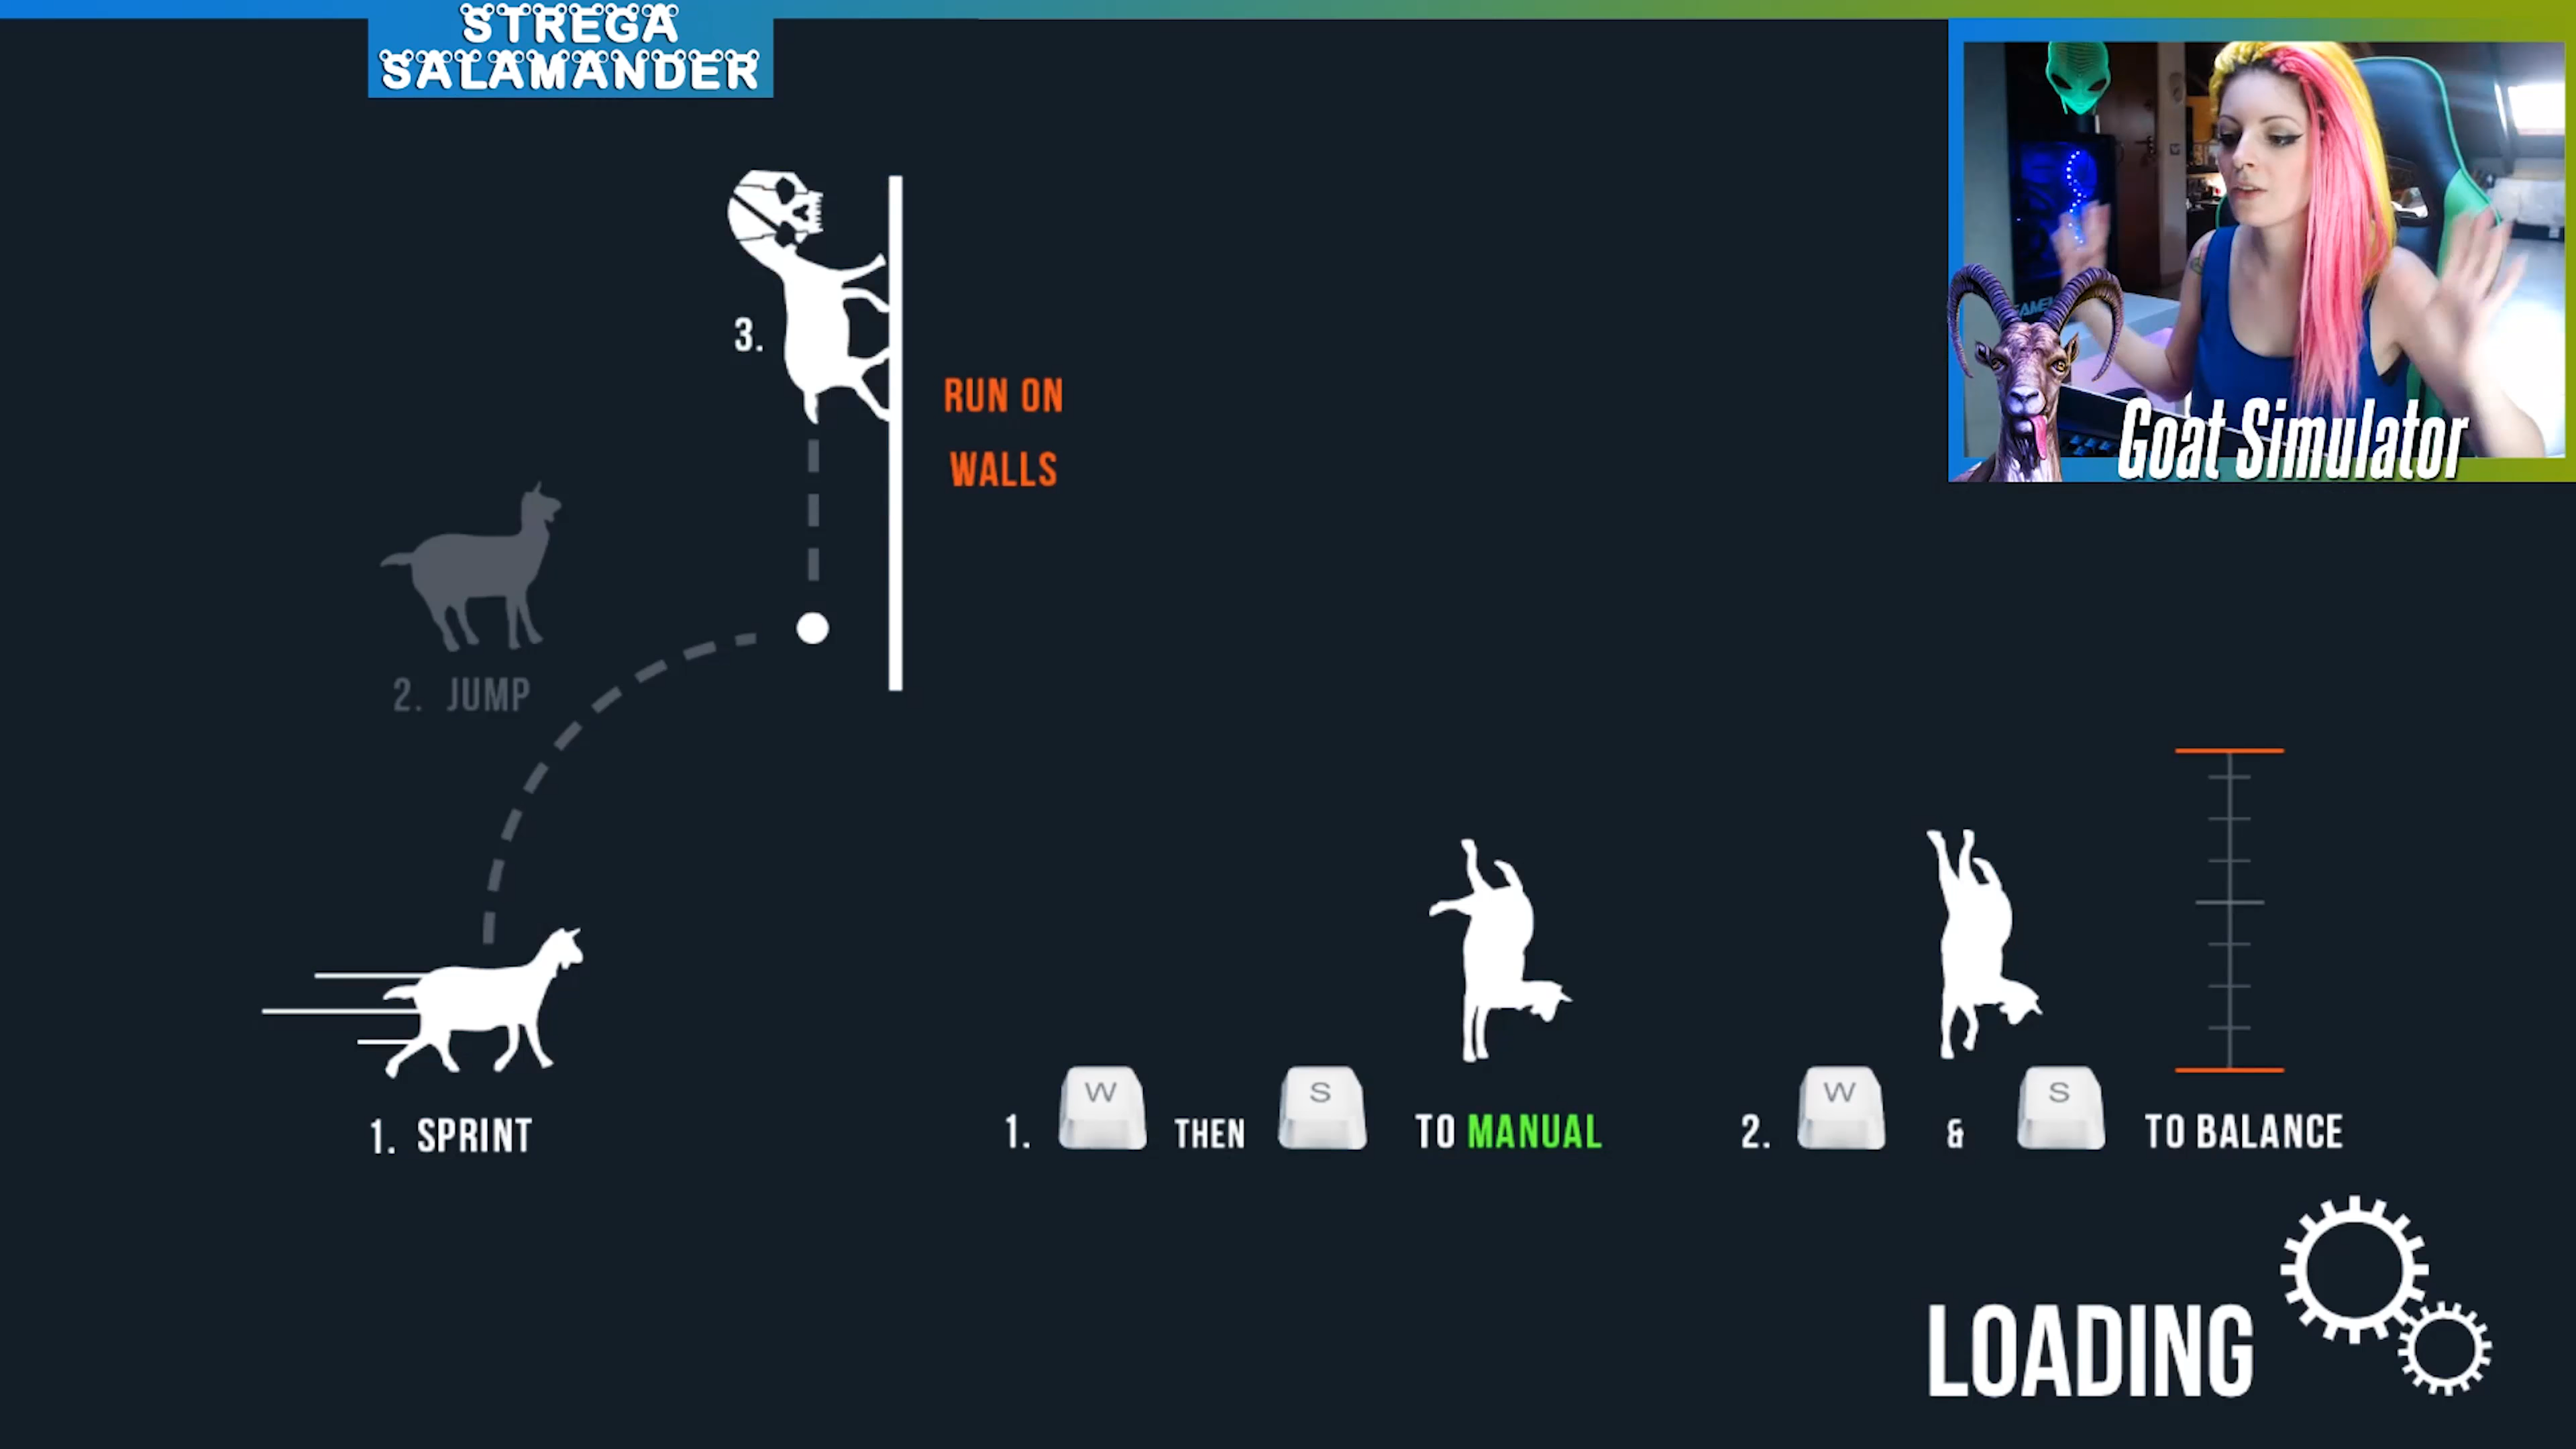 STREGA
SALAMANDER
3.
RUN ON
WALLS
Goat Simulator
2. JUMP
W
S
W
S
1. SPRINT
1. THEN TO MANUAL
2. & TO BALANCE
LOADING